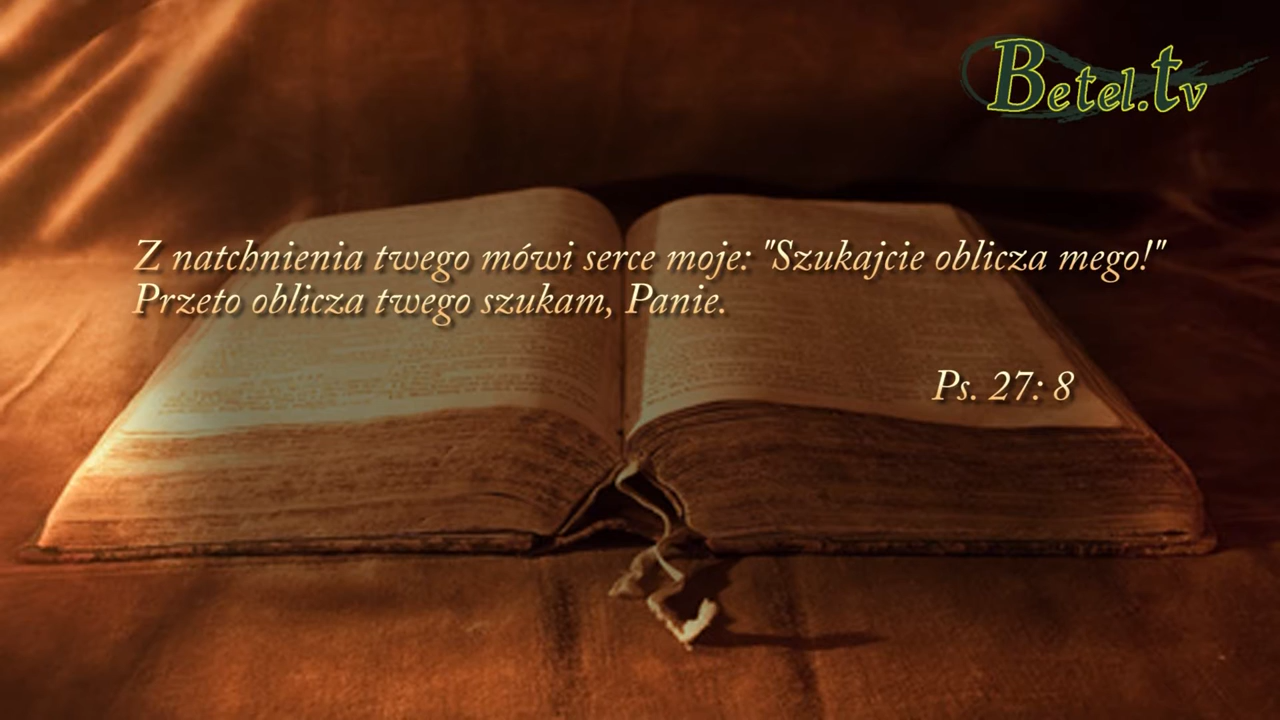 Betel.tv
Z natchnienia twego mówi serce moje: "Szukajcie oblicza mego!"
Przeto oblicza twego szukam, Panie.
Ps. 27: 8